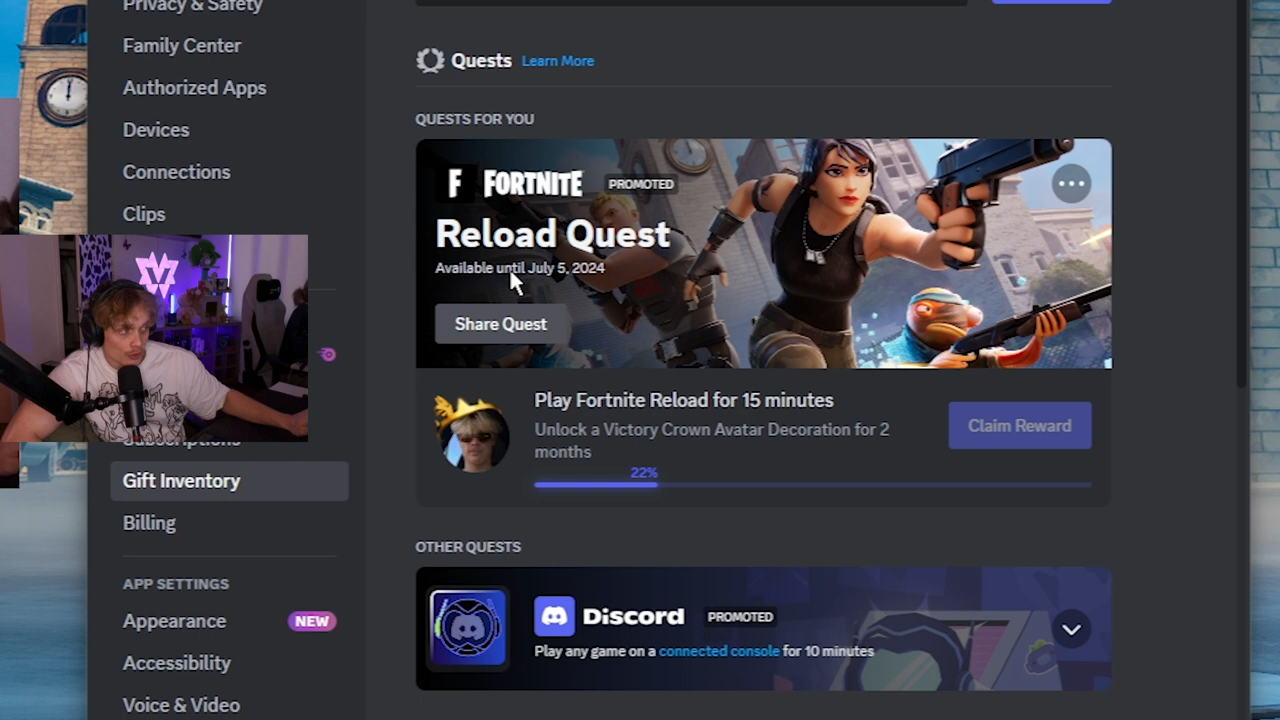 Privacy & Safety
Family Center
Authorized Apps
Devices
Connections
Clips
Subscriptions
Gift Inventory
Billing
APP SETTINGS
Appearance
NEW
Accessibility
Voice & Video
Quests Learn More
QUESTS FOR YOU
F FORTNITE PROMOTED
Reload Quest
Available until July 5, 2024
Share Quest
Play Fortnite Reload for 15 minutes
Unlock a Victory Crown Avatar Decoration for 2
months
22%
Claim Reward
OTHER QUESTS
Discord PROMOTED
Play any game on a connected console for 10 minutes